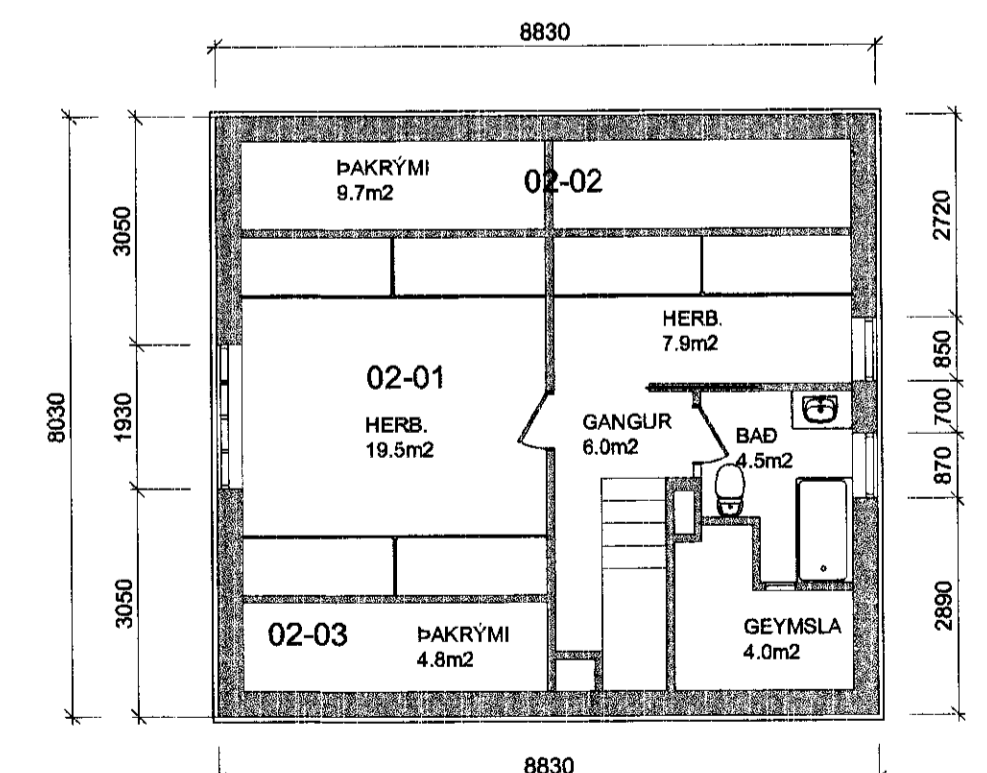 8830
ÞAKRÝMI
9.7m2
02-02
3050
2720
HERB.
7.9m2
850
02-01
8030
1930
HERB.
19.5m2
GANGUR
6.0m2
BAÐ
4.5m2
700
870
3050
02-03
ÞAKRÝMI
4.8m2
GEYMSLA
4.0m2
2890
8830